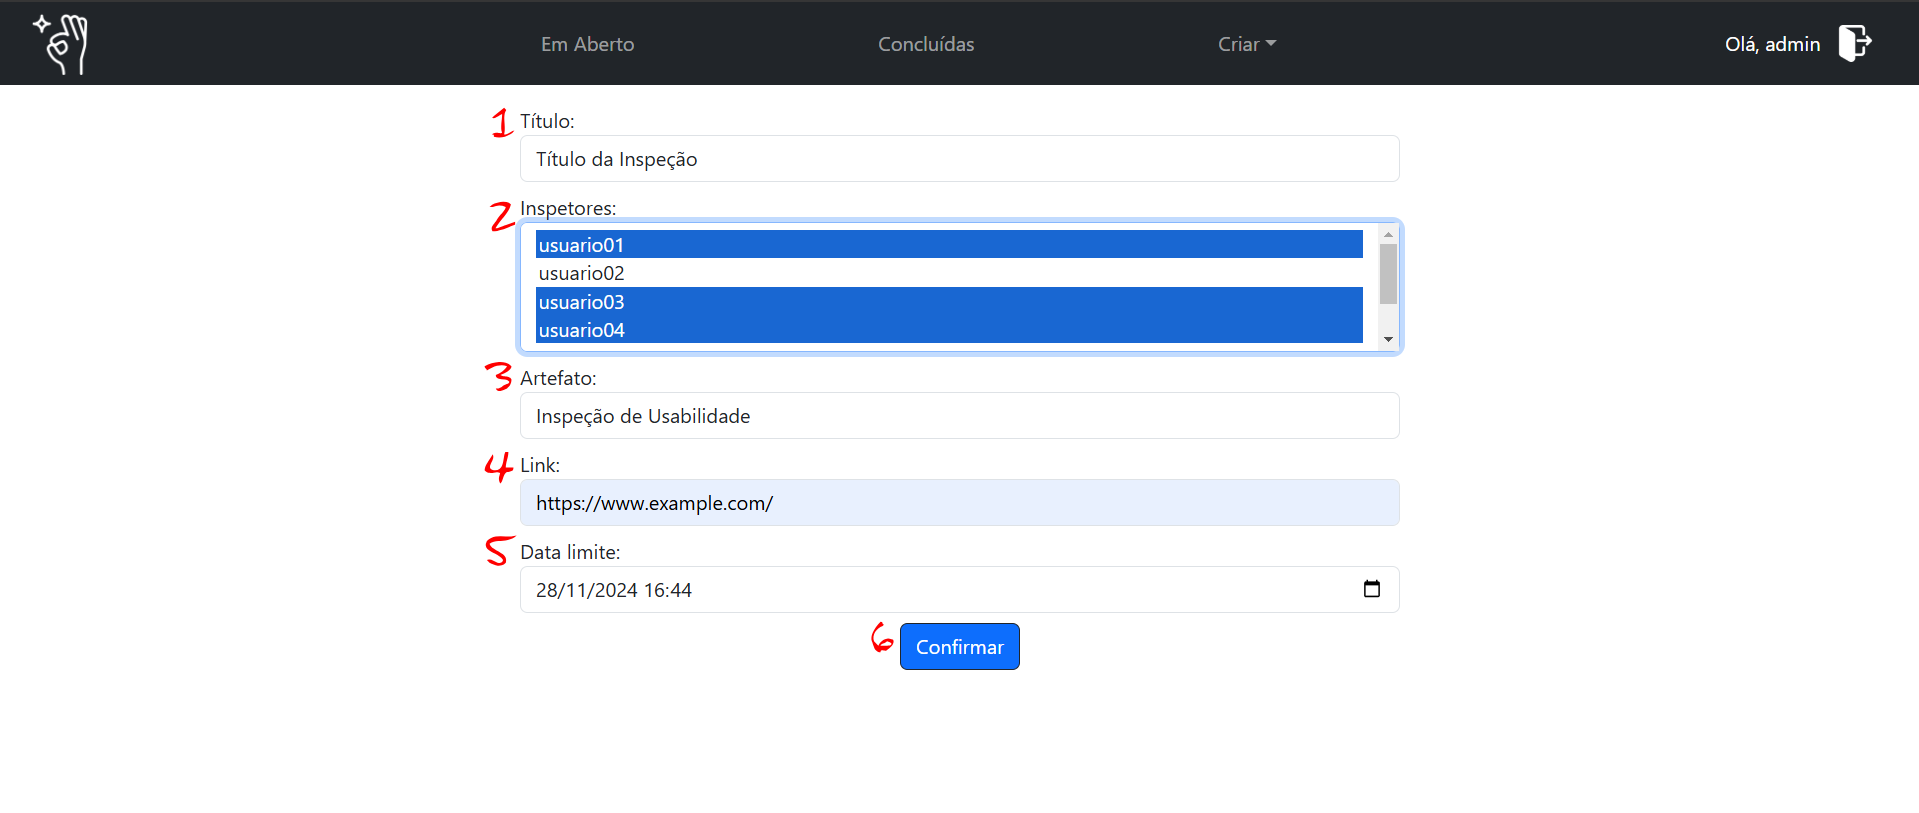 Em Aberto Concluídas Criar Olá, admin
1 Título:
Título da Inspeção
2 Inspetores:
usuario01
usuario02
usuario03
usuario04
3 Artefato:
Inspeção de Usabilidade
4 Link:
https://www.example.com/
5 Data limite:
28/11/2024 16:44
6 Confirmar